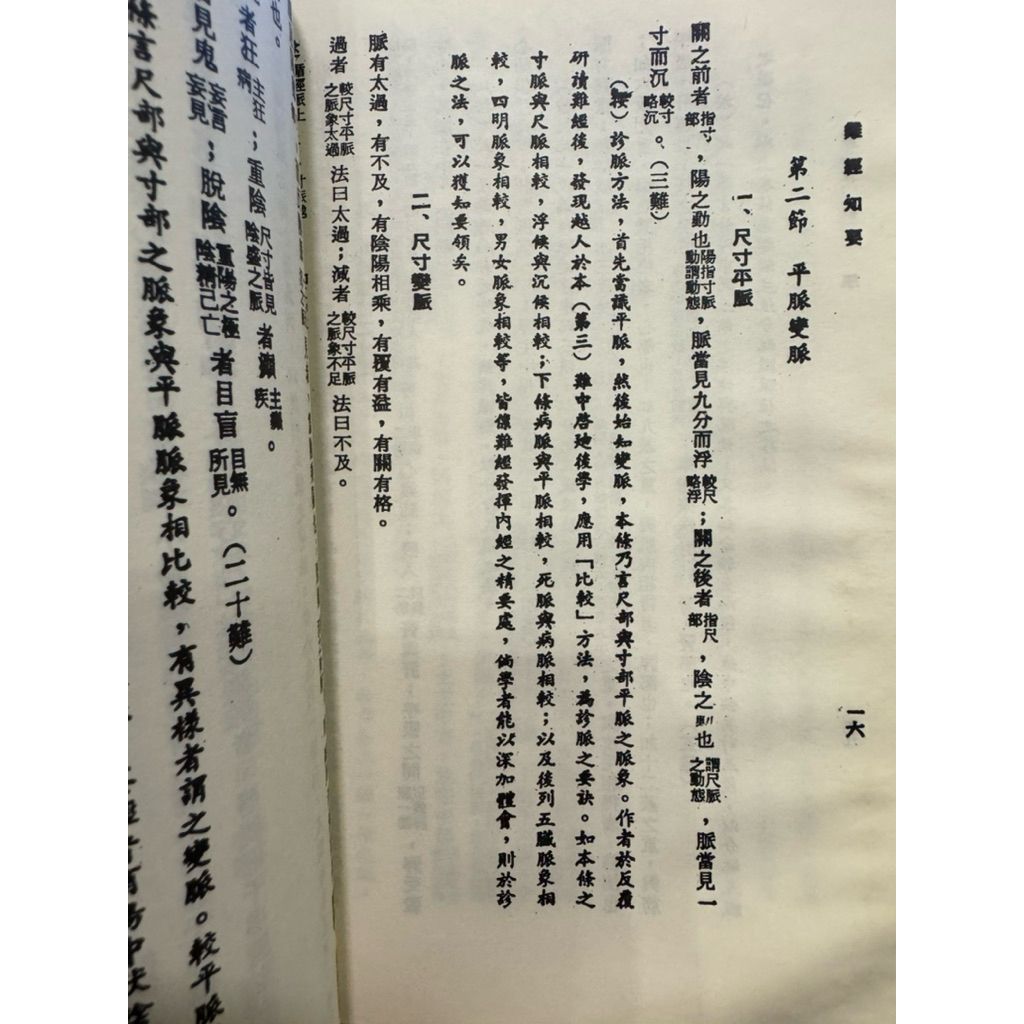 難經知要
一六
第二節　平脈變脈
一、尺寸平脈
關之前者指寸部，陽之動也陽指寸脈動謂動態，脈當見九分而浮較尺略浮；關之後者指尺部，陰之動也謂尺脈之動態，脈當見一
寸而沉較寸略沉。（三難）
（按）診脈方法，首先當識平脈，然後始知變脈，本條乃言尺部與寸部平脈之脈象。作者於反覆
研讀難經後，發現越人於本（第三）難中啓廸後學，應用「比較」方法，爲診脈之要訣。如本條之
寸脈與尺脈相較，浮候與沉候相較；下條病脈與平脈相較，死脈與病脈相較；以及後列五臟脈象相
較，四明脈象相較，男女脈象相較等，皆係難經發揮內經之精要處，倘學者能以深加體會，則於診
脈之法，可以獲知要領矣。
二、尺寸變脈
脈有太過，有不及，有陰陽相乘，有覆有溢，有關有格。
過者較尺寸平脈之脈象太過法曰太過；減者較尺寸平脈之脈象不足法曰不及。
也。
者狂主狂病；重陰尺寸皆見陰盛之脈者癲主癲疾。
見鬼妄言妄見；脫陰重陽之極陰精已亡者目盲目無所見。（二十難）
條言尺部與寸部之脈象與平脈脈象相比較，有異樣者謂之變脈。較平脈